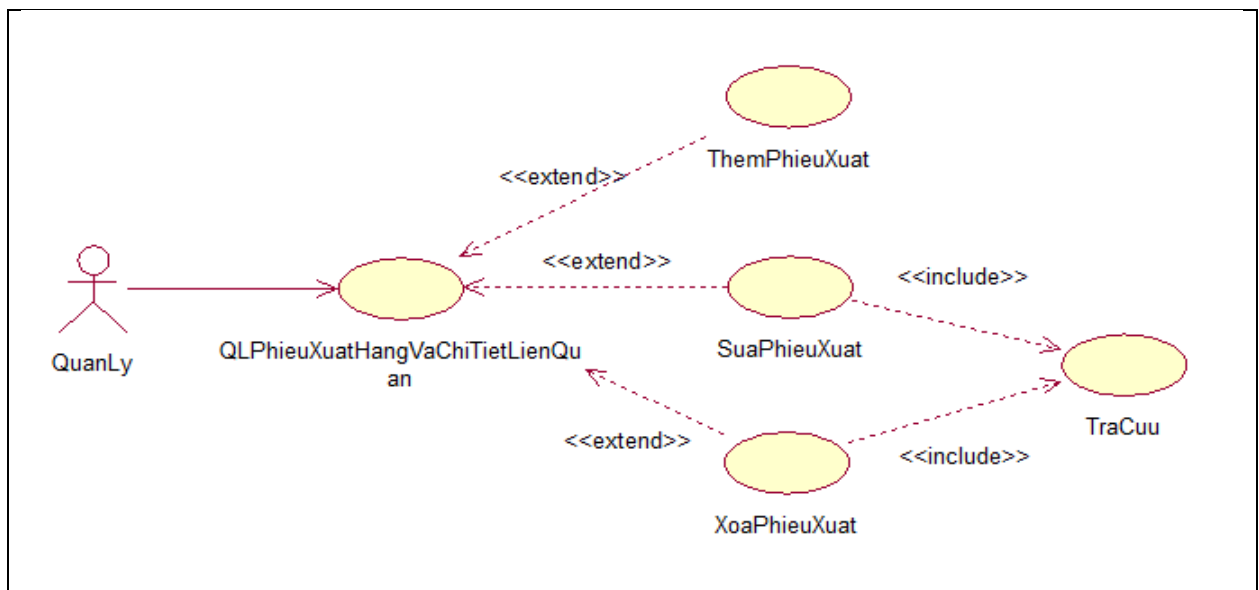 ThemPhieuXuat
<<extend>>
<<extend>>
<<include>>
QuanLy
QLPhieuXuatHangVaChiTietLienQu
an
SuaPhieuXuat
TraCuu
<<extend>>
<<include>>
XoaPhieuXuat